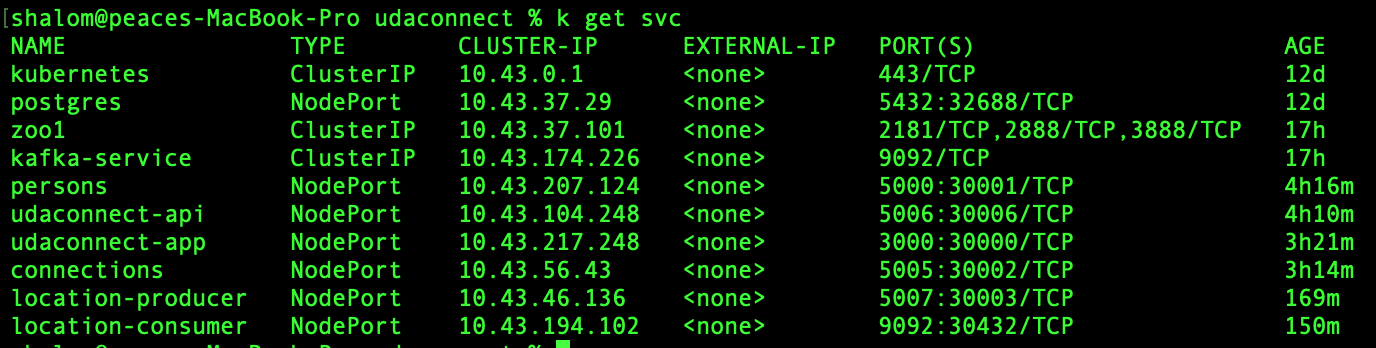 [shalom@peaces-MacBook-Pro udaconnect % k get svc
NAME TYPE CLUSTER-IP EXTERNAL-IP PORT(S) AGE
kubernetes ClusterIP 10.43.0.1 <none> 443/TCP 12d
postgres NodePort 10.43.37.29 <none> 5432:32688/TCP 12d
zoo1 ClusterIP 10.43.37.101 <none> 2181/TCP,2888/TCP,3888/TCP 17h
kafka-service ClusterIP 10.43.174.226 <none> 9092/TCP 17h
persons NodePort 10.43.207.124 <none> 5000:30001/TCP 4h16m
udaconnect-api NodePort 10.43.104.248 <none> 5006:30006/TCP 4h10m
udaconnect-app NodePort 10.43.217.248 <none> 3000:30000/TCP 3h21m
connections NodePort 10.43.56.43 <none> 5005:30002/TCP 3h14m
location-producer NodePort 10.43.46.136 <none> 5007:30003/TCP 169m
location-consumer NodePort 10.43.194.102 <none> 9092:30432/TCP 150m